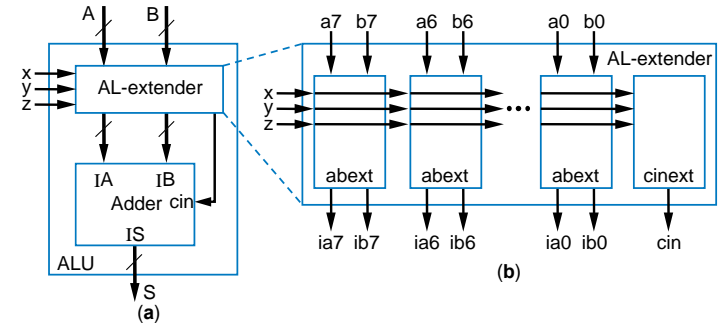 A B
x
y
z
AL-extender
IA IB
Adder cin
IS
ALU
S
(a)
a7 b7 a6 b6 a0 b0
AL-extender
x
y
z
abext abext abext cinext
ia7 ib7 ia6 ib6 ia0 ib0 cin
(b)